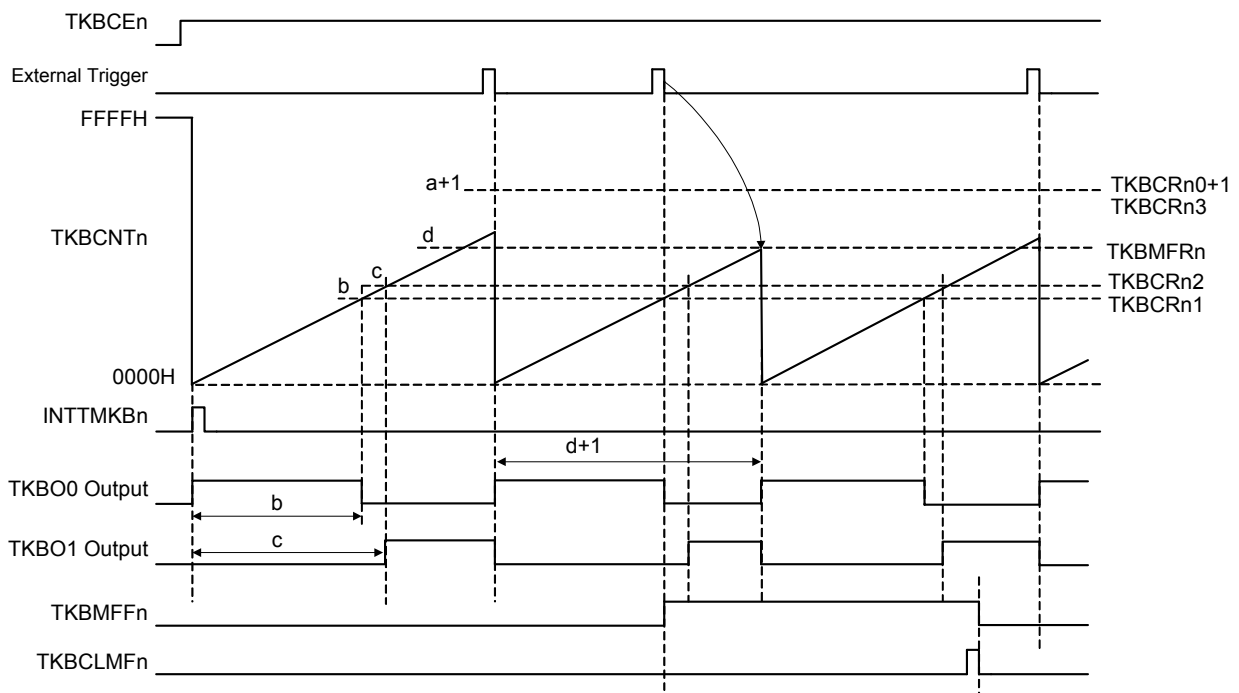 TKBCEn
External Trigger
FFFFH
a+1
TKBCRn0+1
TKBCRn3
TKBCNTn
d
TKBMFRn
c
TKBCRn2
b
TKBCRn1
0000H
INTTMKBn
d+1
TKBO0 Output
b
TKBO1 Output
c
TKBMFFn
TKBCLMFn